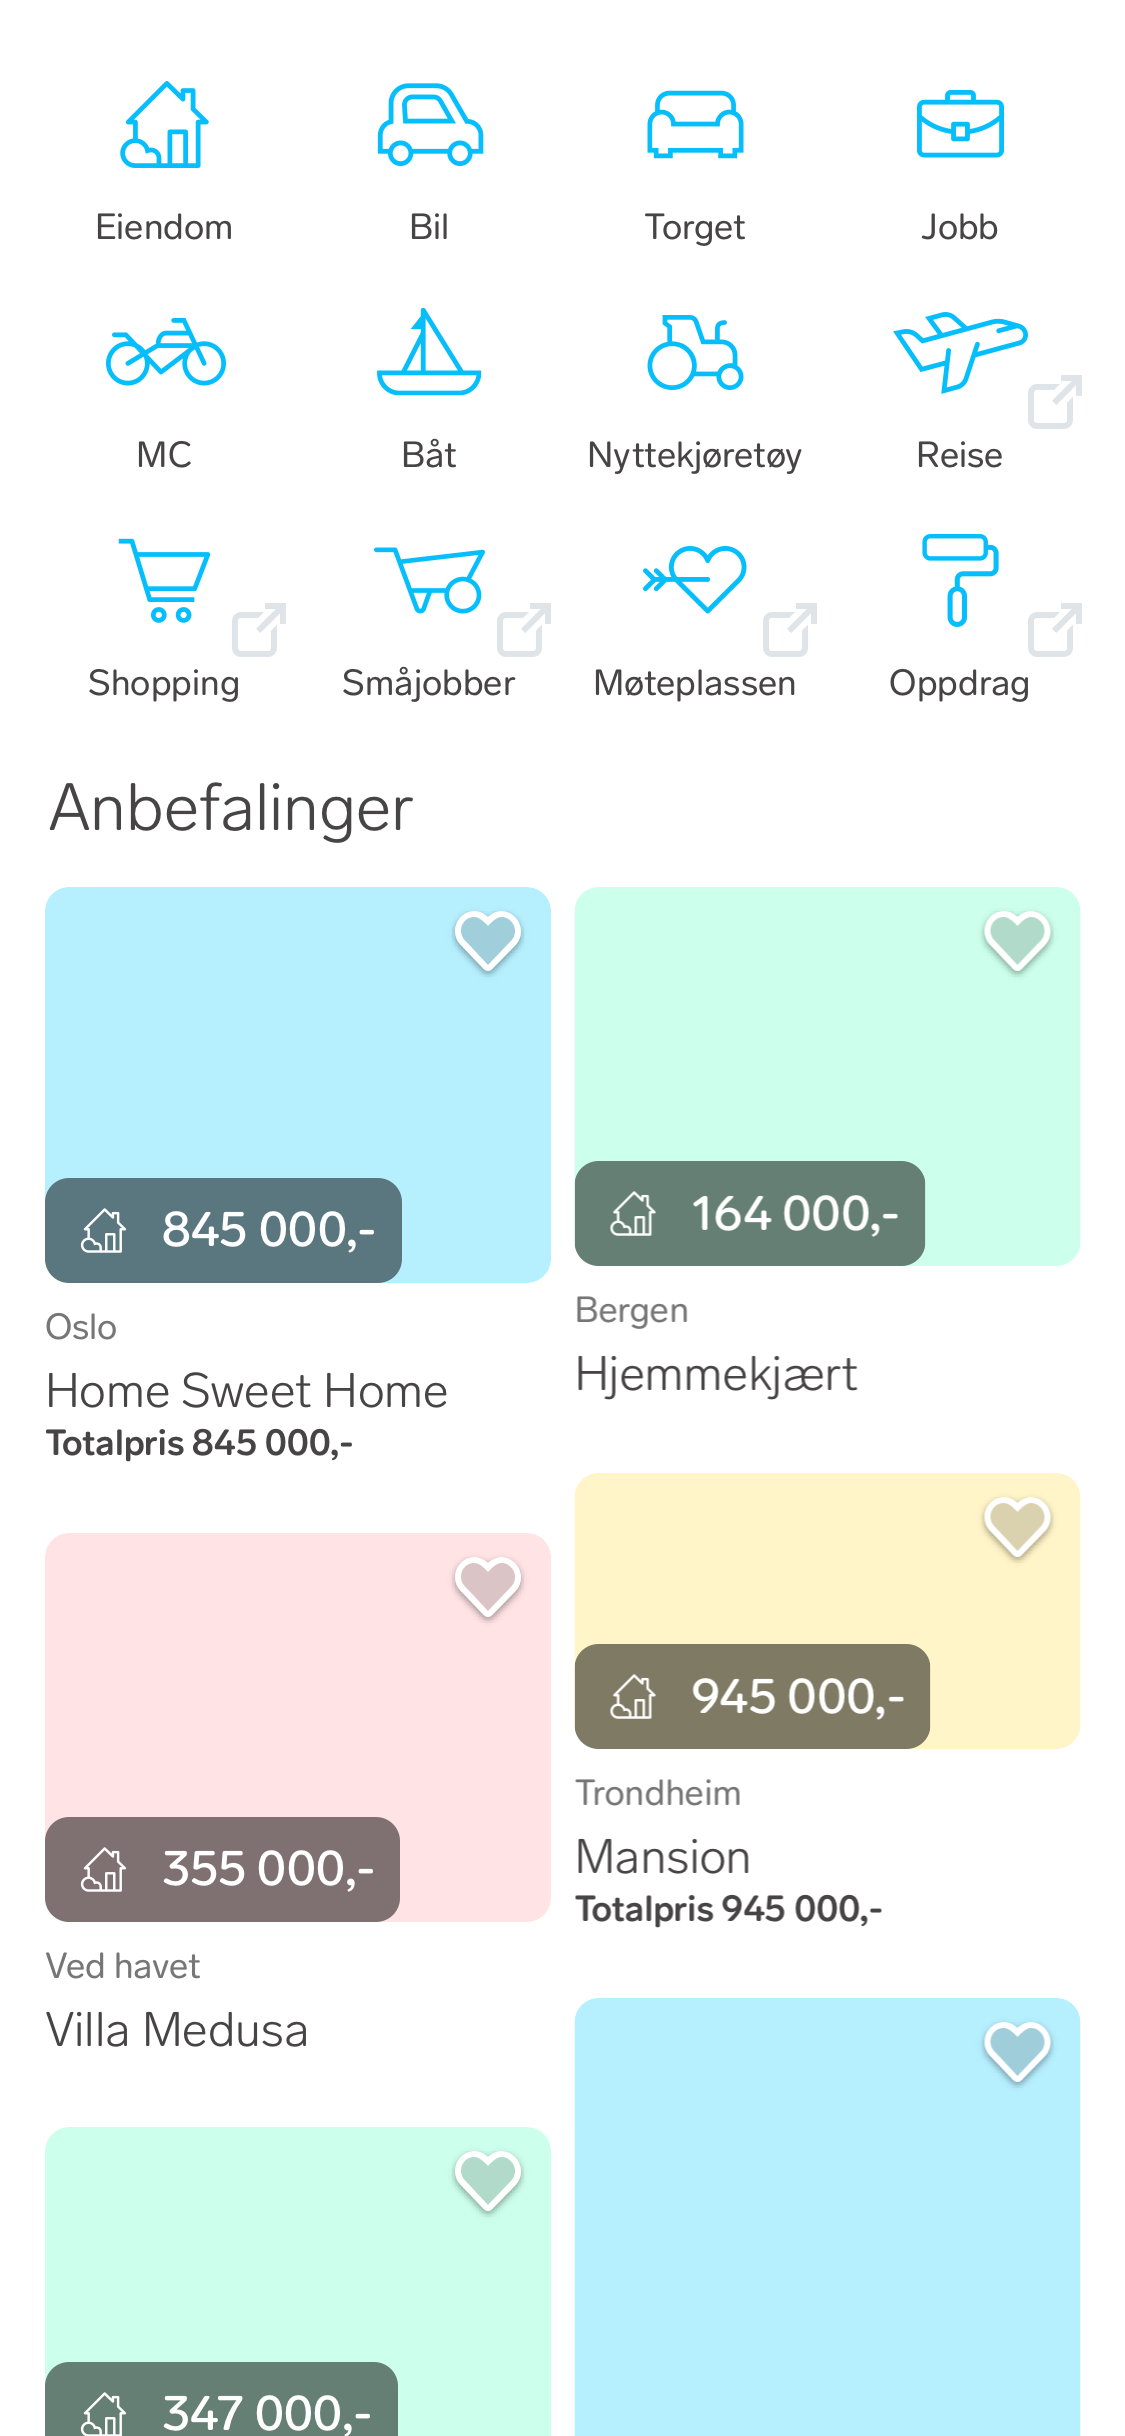 Eiendom
Bil
Torget
Jobb
MC
Båt
Nyttekjøretøy
Reise
Shopping
Småjobber
Møteplassen
Oppdrag
Anbefalinger
845 000,-
Oslo
Home Sweet Home
Totalpris 845 000,-
164 000,-
Bergen
Hjemmekjært
355 000,-
Ved havet
Villa Medusa
945 000,-
Trondheim
Mansion
Totalpris 945 000,-
347 000,-